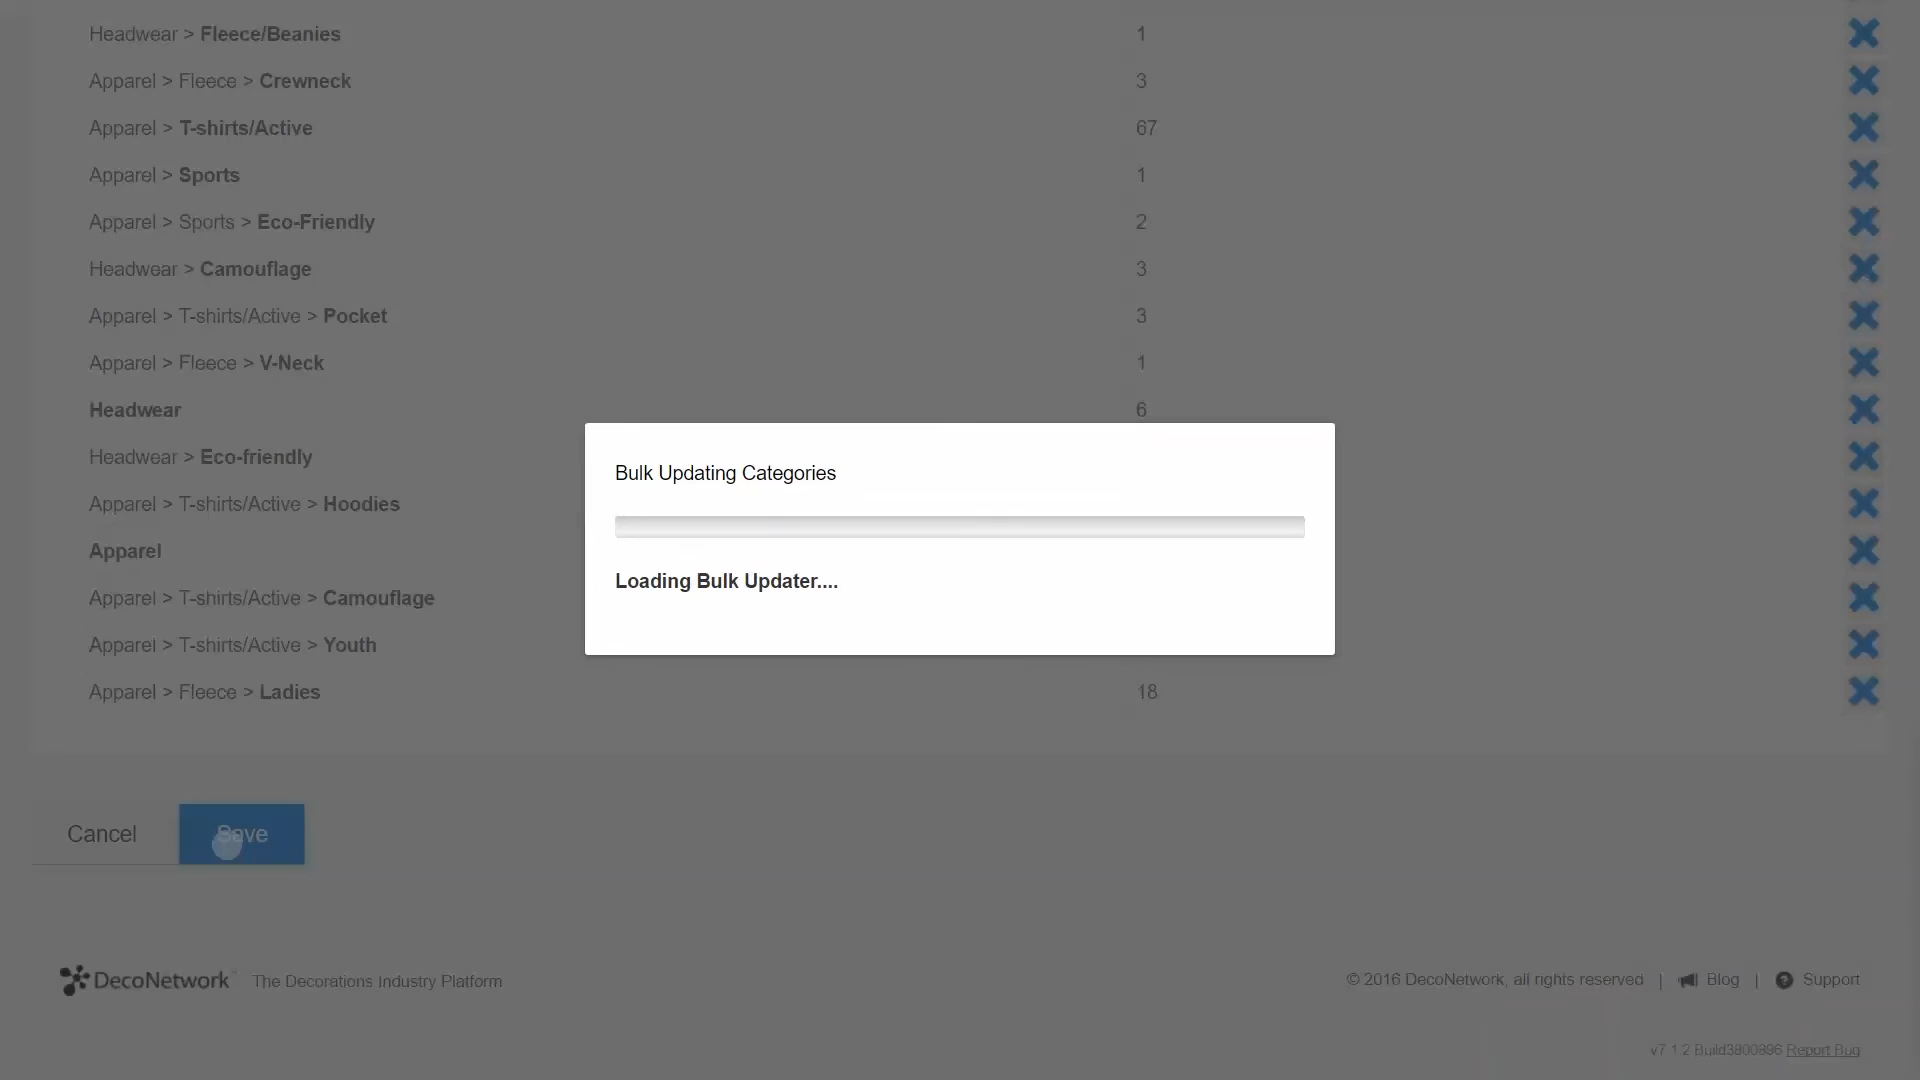 Headwear > Fleece/Beanies 1
Apparel > Fleece > Crewneck 3
Apparel > T-shirts/Active 67
Apparel > Sports 1
Apparel > Sports > Eco-Friendly 2
Headwear > Camouflage 3
Apparel > T-shirts/Active > Pocket 3
Apparel > Fleece > V-Neck 1
Headwear 6
Headwear > Eco-friendly
Apparel > T-shirts/Active > Hoodies
Apparel
Apparel > T-shirts/Active > Camouflage
Apparel > T-shirts/Active > Youth
Apparel > Fleece > Ladies 18
Bulk Updating Categories
Loading Bulk Updater....
Cancel Save
DecoNetwork The Decorations Industry Platform
© 2016 DecoNetwork, all rights reserved | Blog | ? Support
v7.1.2 Build3800896 Report Bug